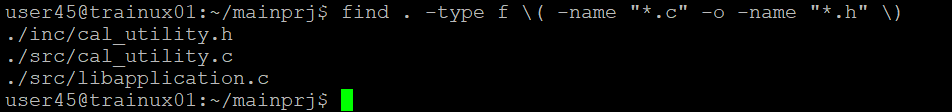 user45@trainux01:~/mainprj$ find . -type f \( -name "*.c" -o -name "*.h" \)
./inc/cal_utility.h
./src/cal_utility.c
./src/libapplication.c
user45@trainux01:~/mainprj$